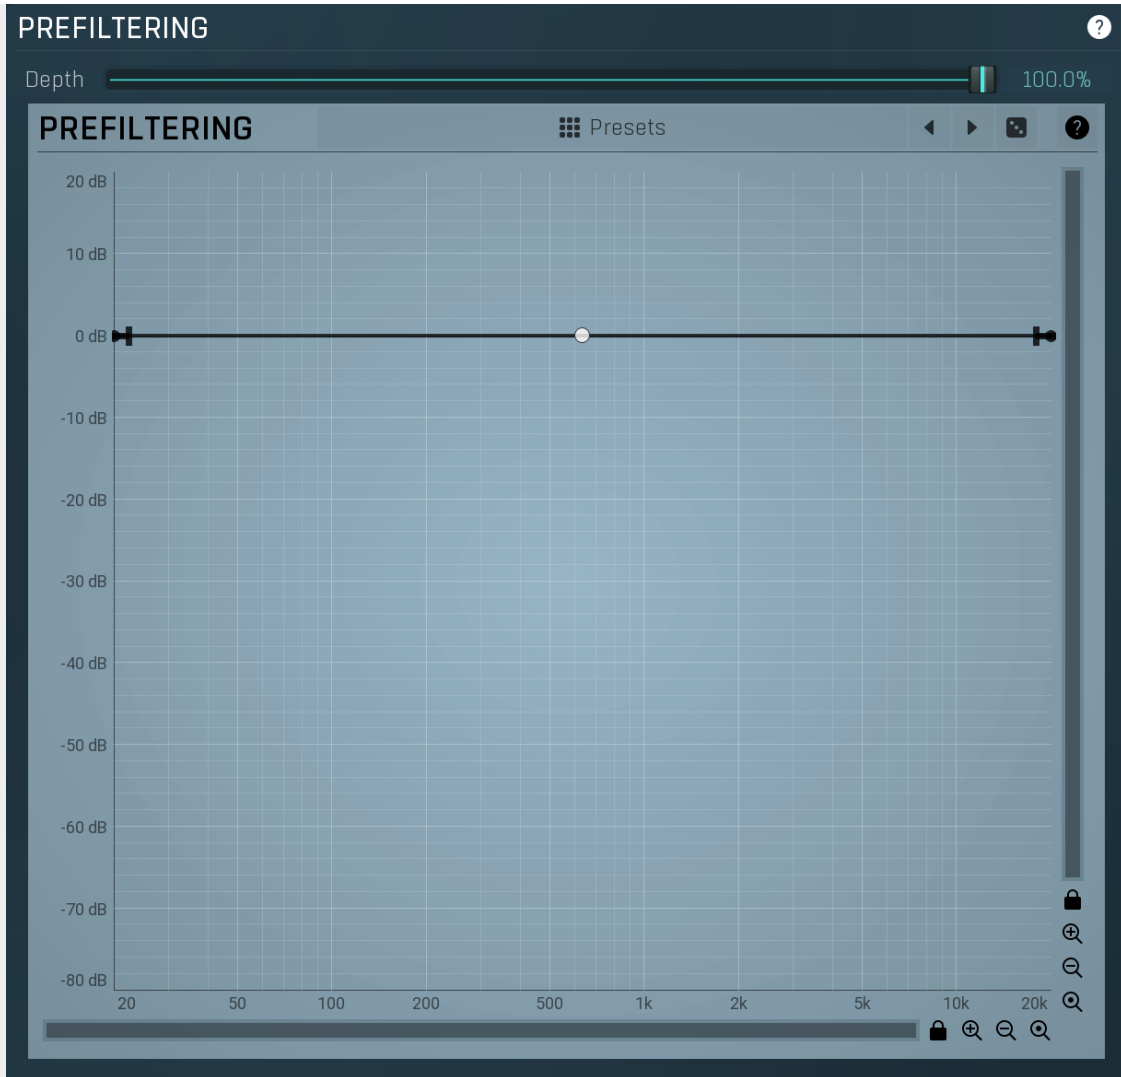 PREFILTERING ?
Depth 100.0%
PREFILTERING Presets ?
20 dB
10 dB
0 dB
-10 dB
-20 dB
-30 dB
-40 dB
-50 dB
-60 dB
-70 dB
-80 dB
20 50 100 200 500 1k 2k 5k 10k 20k